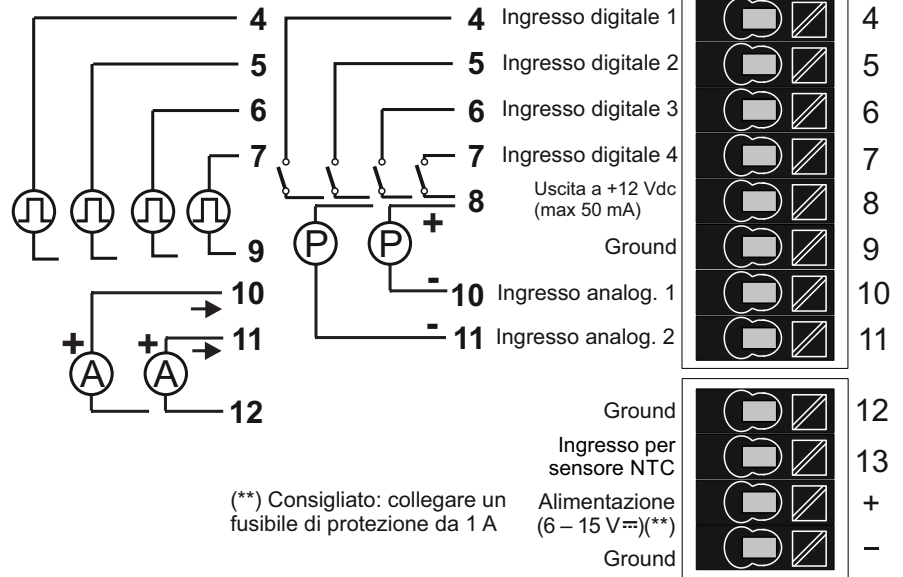 4 4 Ingresso digitale 1 4
5 5 Ingresso digitale 2 5
6 6 Ingresso digitale 3 6
7 7 Ingresso digitale 4 7
8 Uscita a +12 Vdc
(max 50 mA) 8
9 Ground 9
+
10 - 10 Ingresso analog. 1 10
11 - 11 Ingresso analog. 2 11
P P
+ +
A A
12
Ground 12
Ingresso per
sensore NTC 13
(**) Consigliato: collegare un
fusibile di protezione da 1 A
Alimentazione
(6 – 15 V⎓)(**) +
Ground –